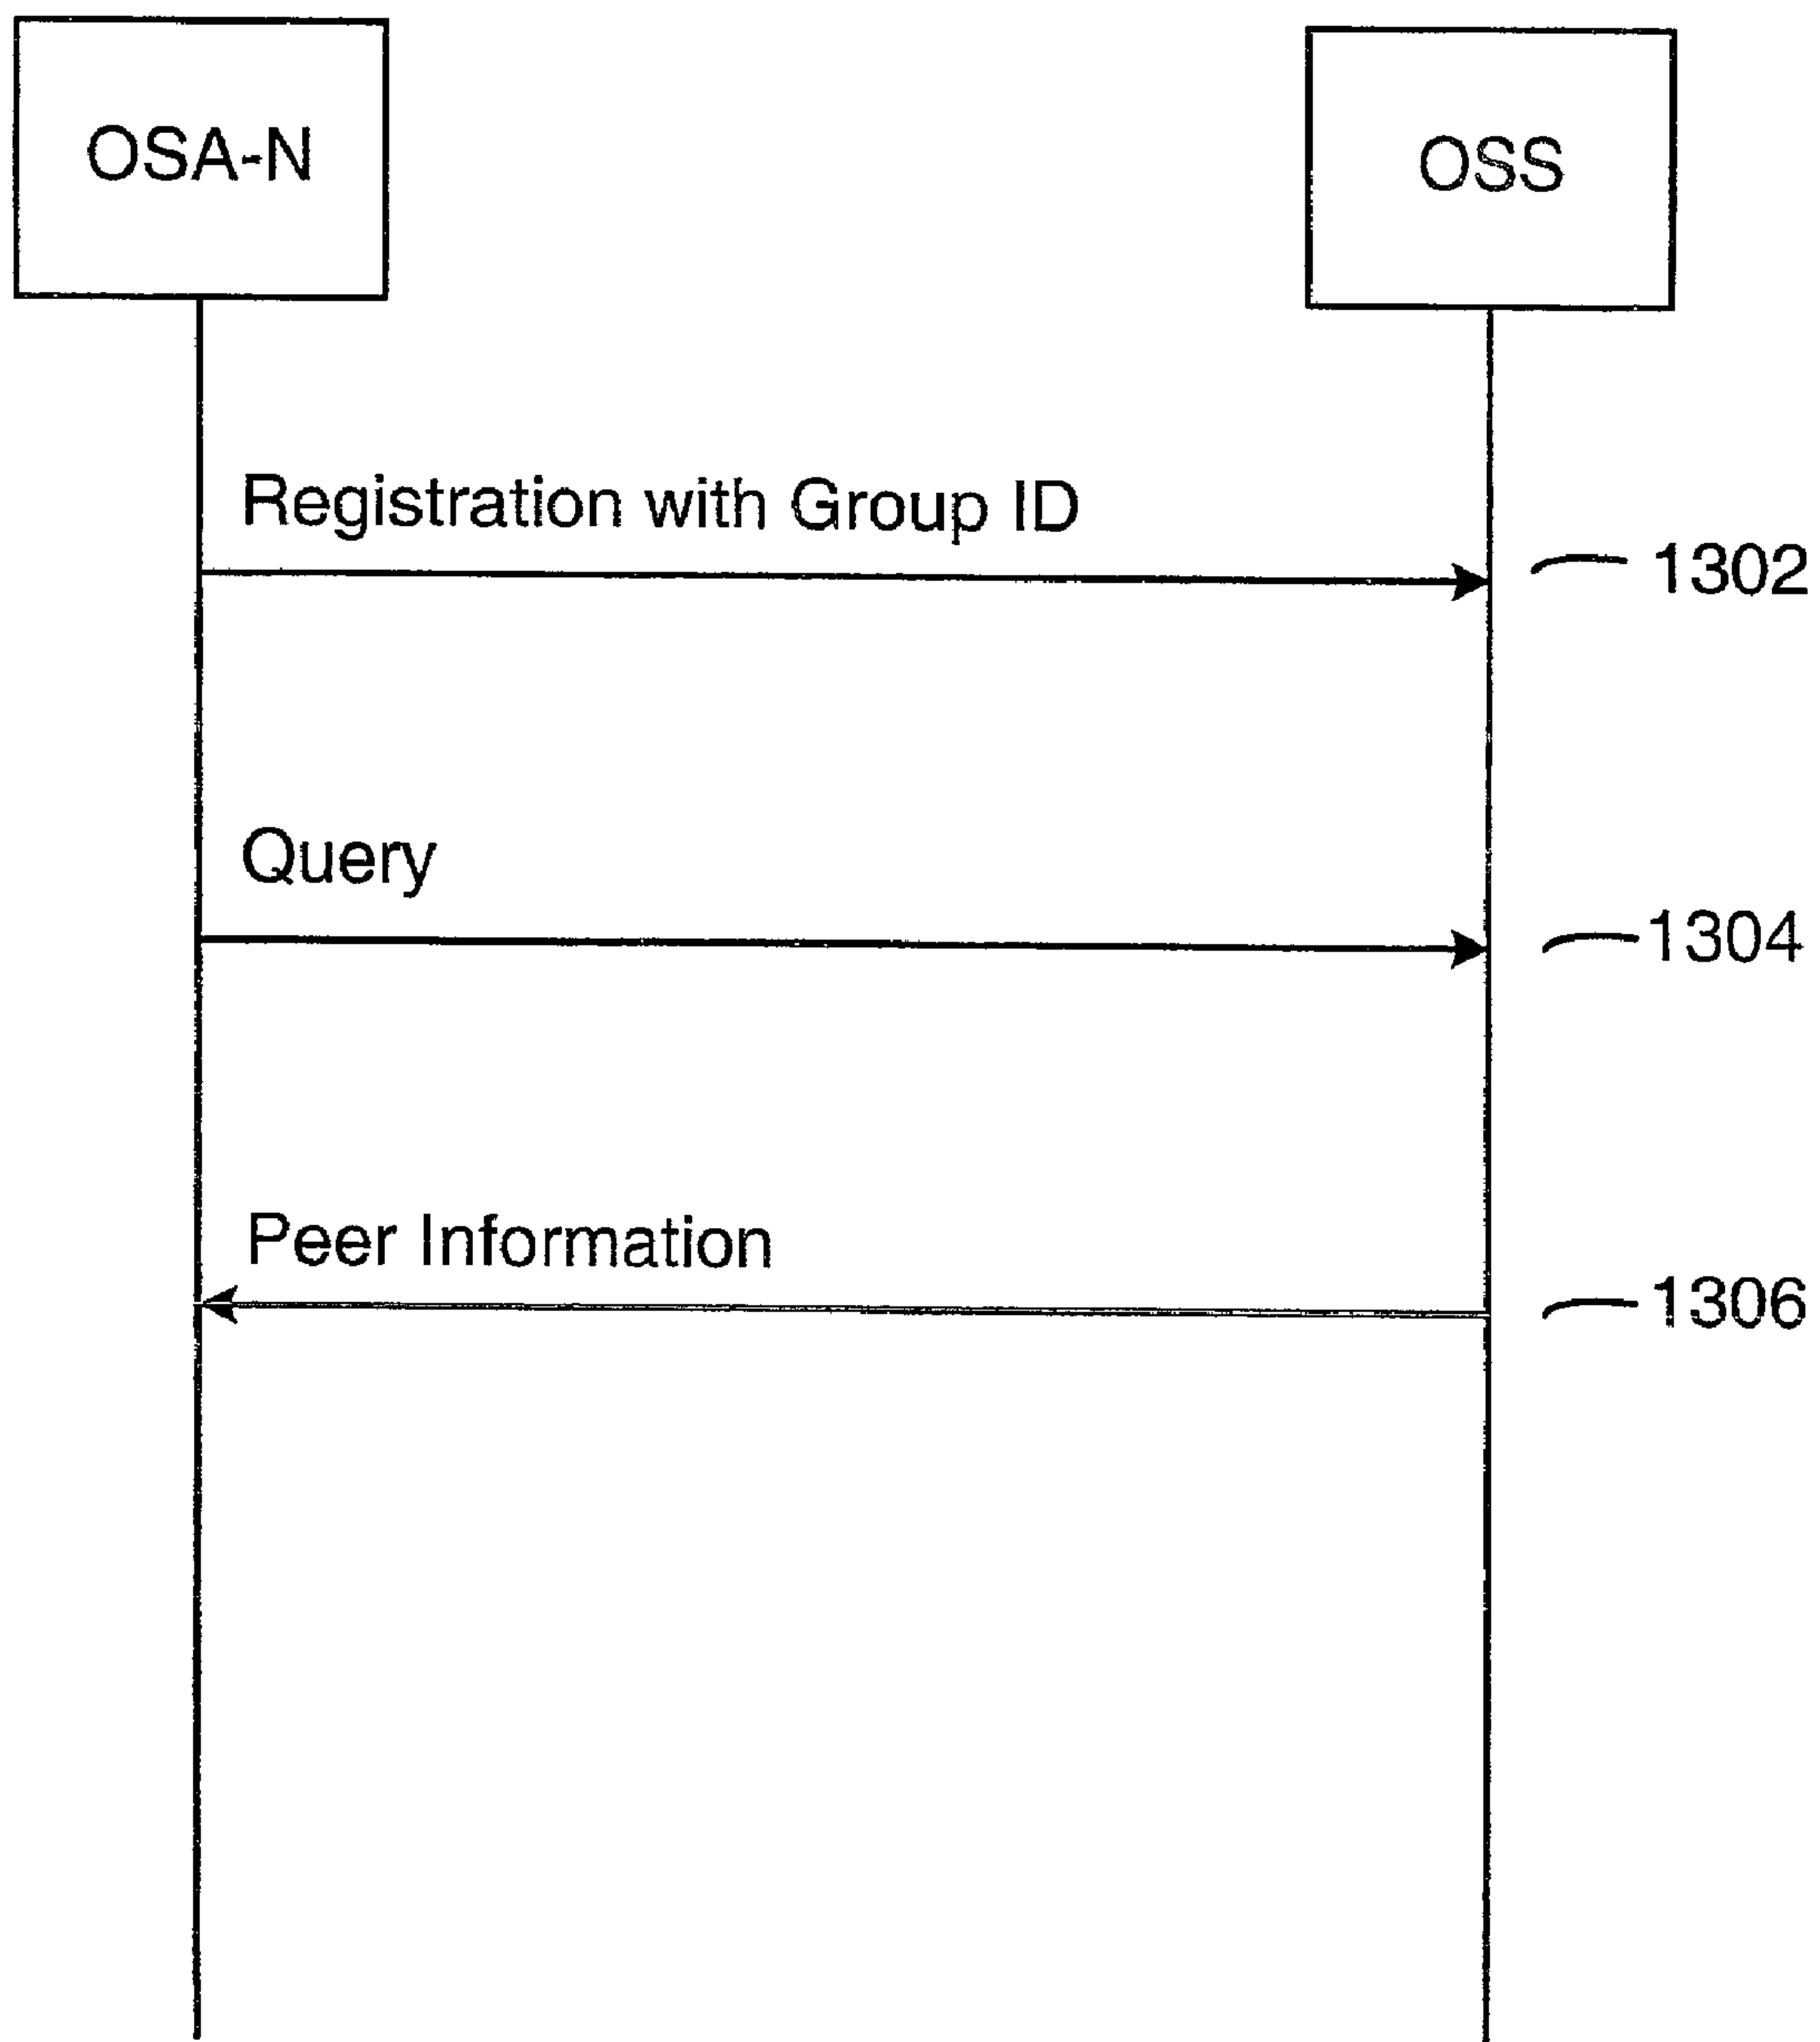 OSA-N
OSS
Registration with Group ID
1302
Query
1304
Peer Information
1306